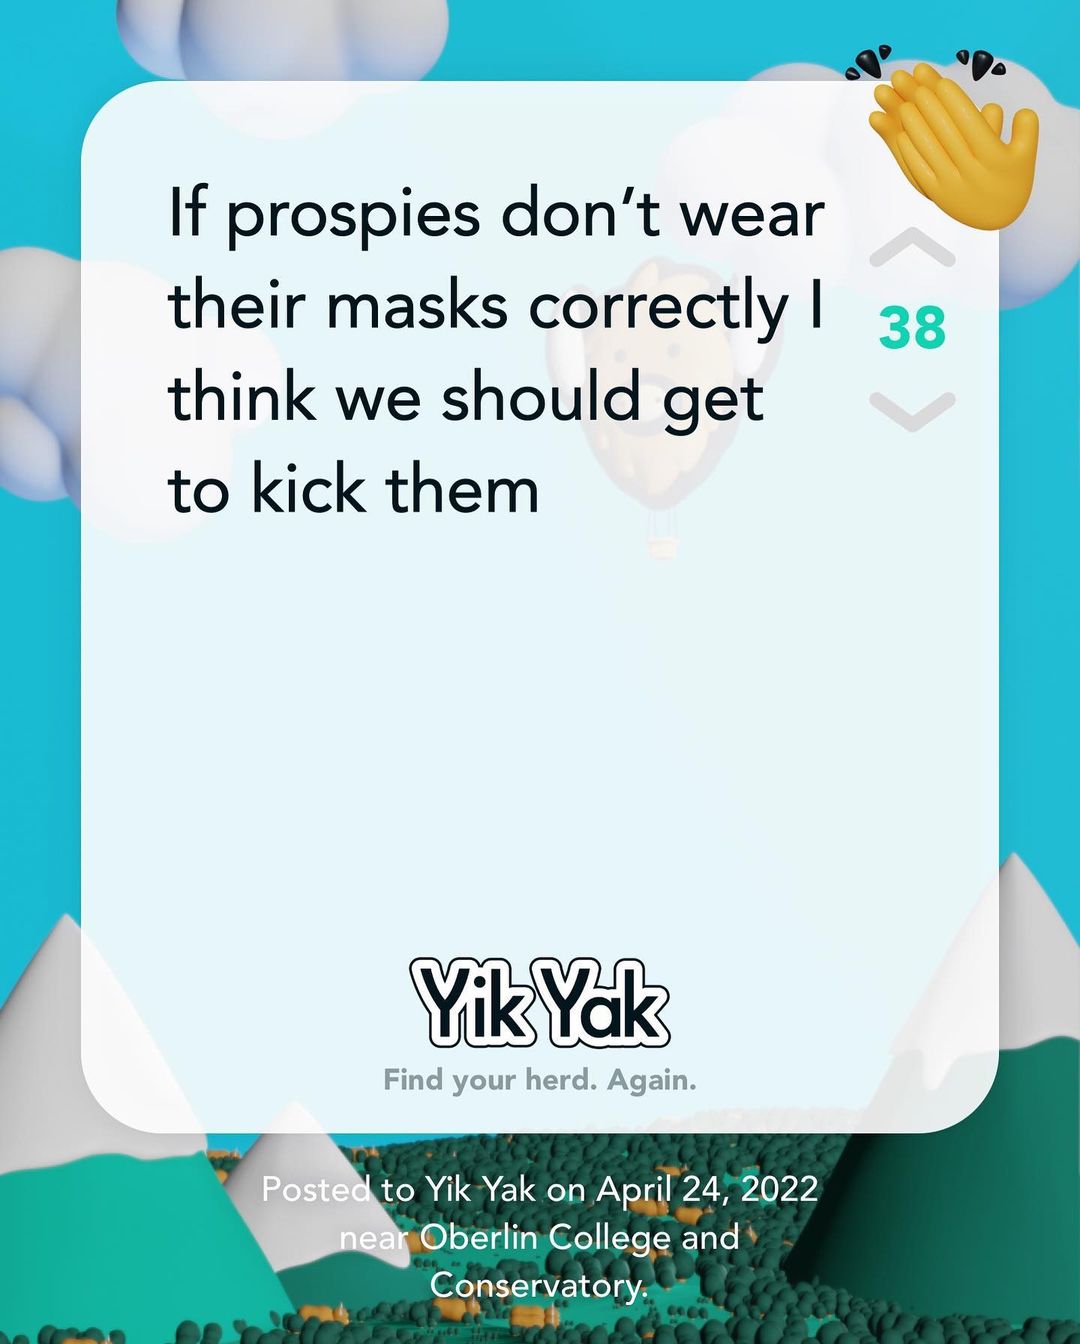 If prospies don’t wear
their masks correctly I
think we should get
to kick them
38
Yik Yak
Find your herd. Again.
Posted to Yik Yak on April 24, 2022
near Oberlin College and
Conservatory.